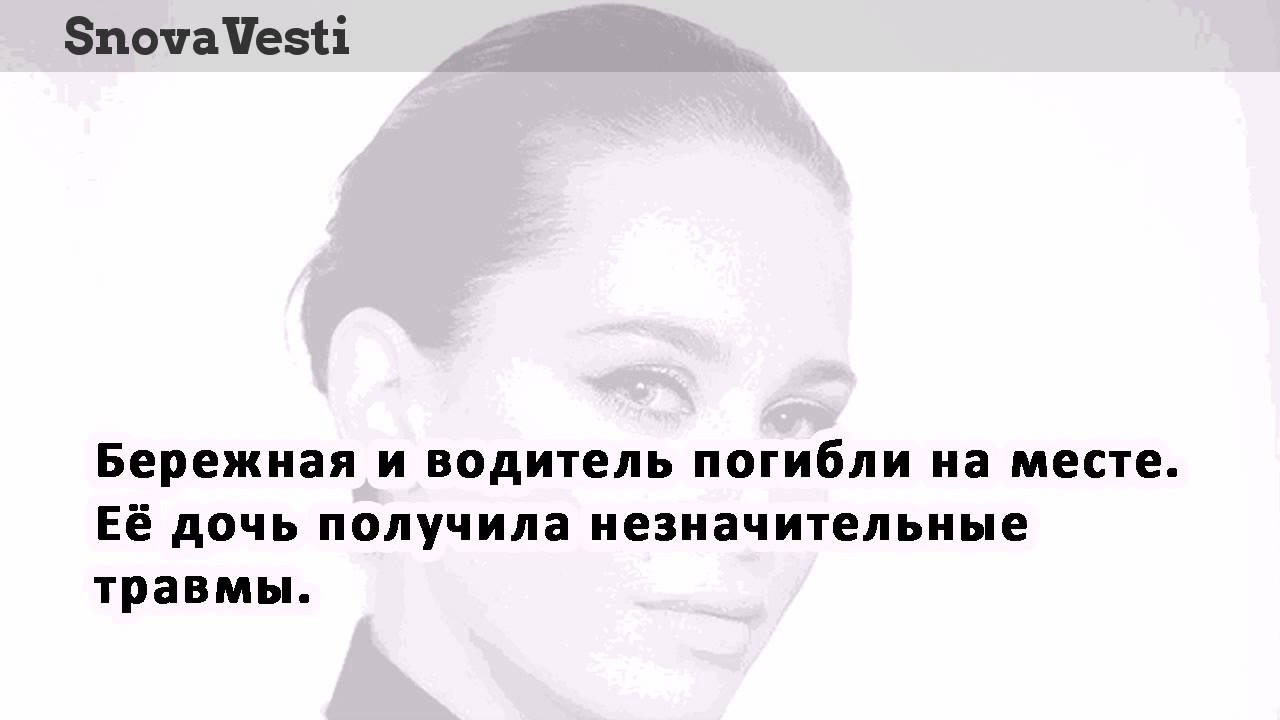 SnovaVesti
Бережная и водитель погибли на месте.
Её дочь получила незначительные
травмы.